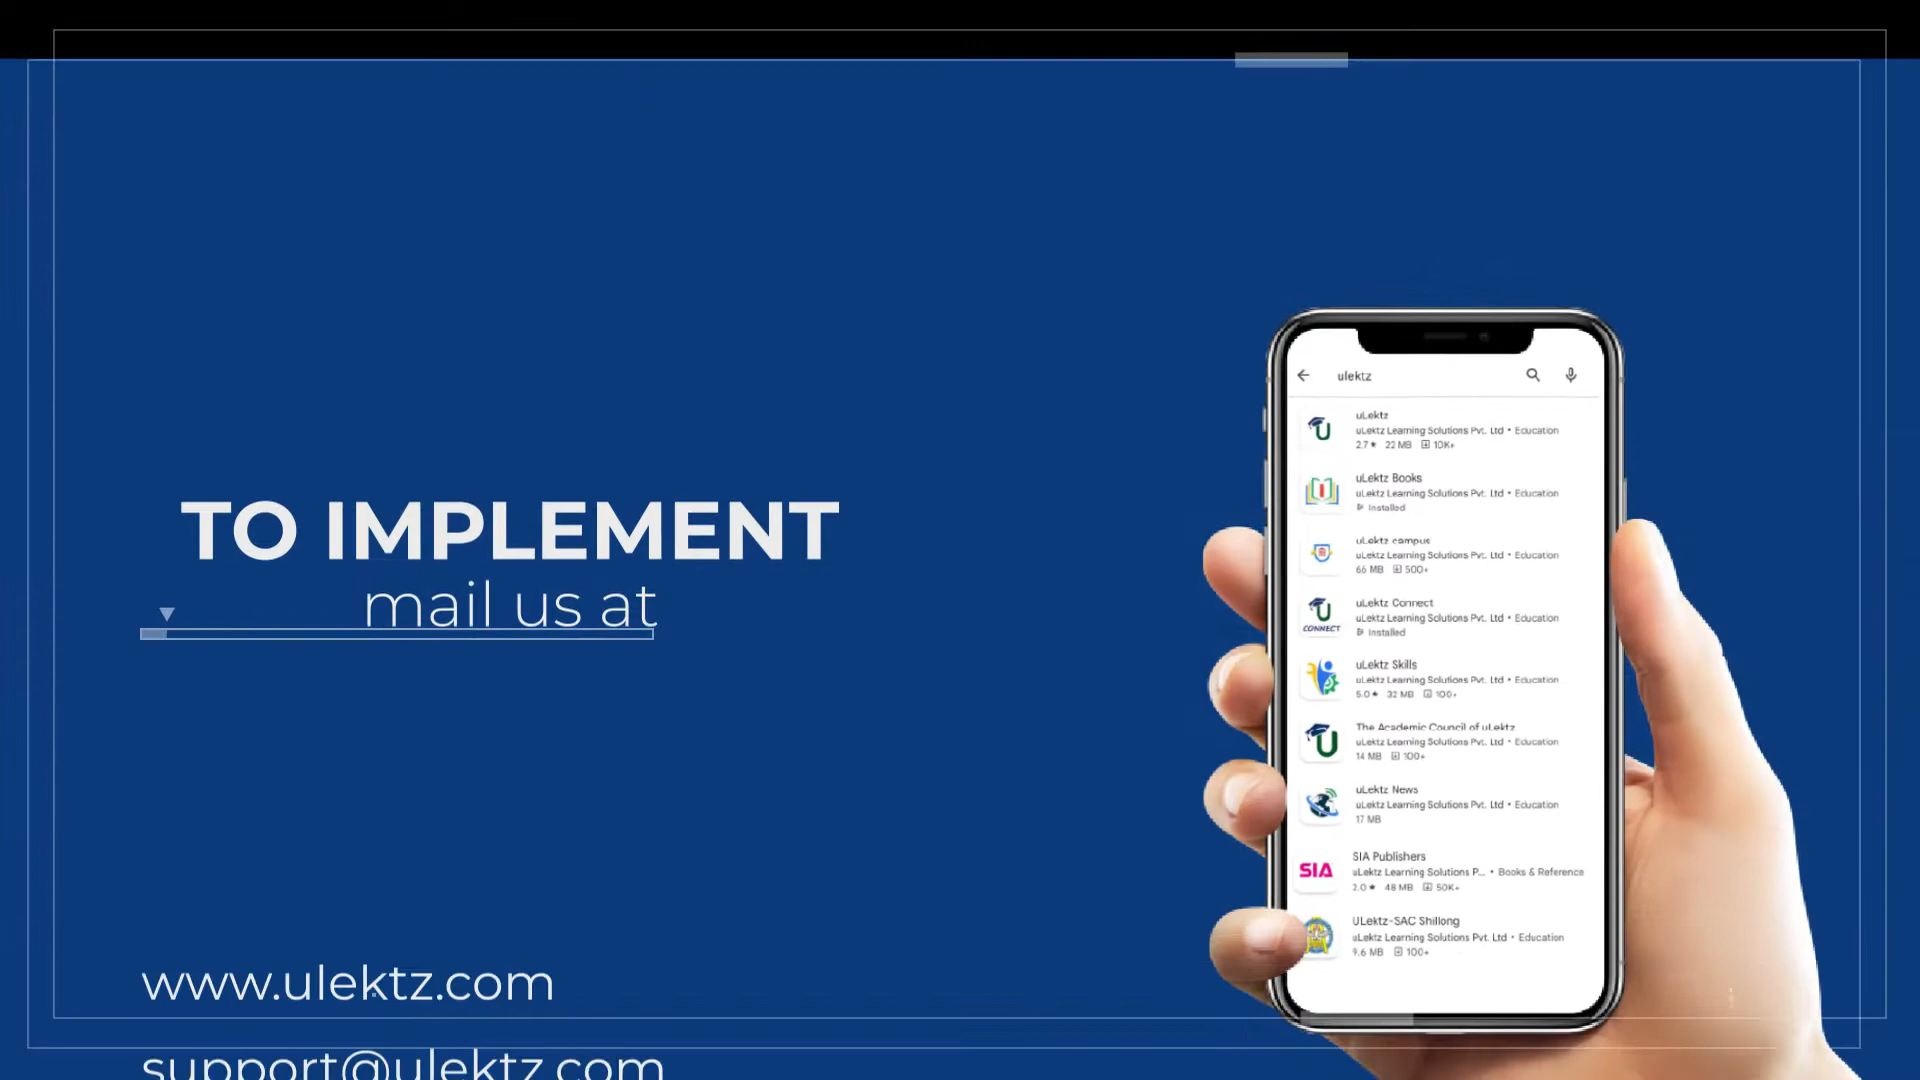 TO IMPLEMENT
mail us at
www.ulektz.com
support@ulektz.com
ulektz
uLektz
uLektz Learning Solutions Pvt. Ltd • Education
2.7★ 22 MB 10K+
uLektz Books
uLektz Learning Solutions Pvt. Ltd • Education
Installed
uLektz campus
uLektz Learning Solutions Pvt. Ltd • Education
66 MB 500+
uLektz Connect
uLektz Learning Solutions Pvt. Ltd • Education
CONNECT
Installed
uLektz Skills
uLektz Learning Solutions Pvt. Ltd • Education
5.0★ 32 MB 100+
The Academic Council of uLektz
uLektz Learning Solutions Pvt. Ltd • Education
14 MB 100+
uLektz News
uLektz Learning Solutions Pvt. Ltd • Education
17 MB
SIA Publishers
SIA
uLektz Learning Solutions P... • Books & Reference
2.0★ 48 MB 50K+
ULektz-SAC Shillong
uLektz Learning Solutions Pvt. Ltd • Education
9.6 MB 100+